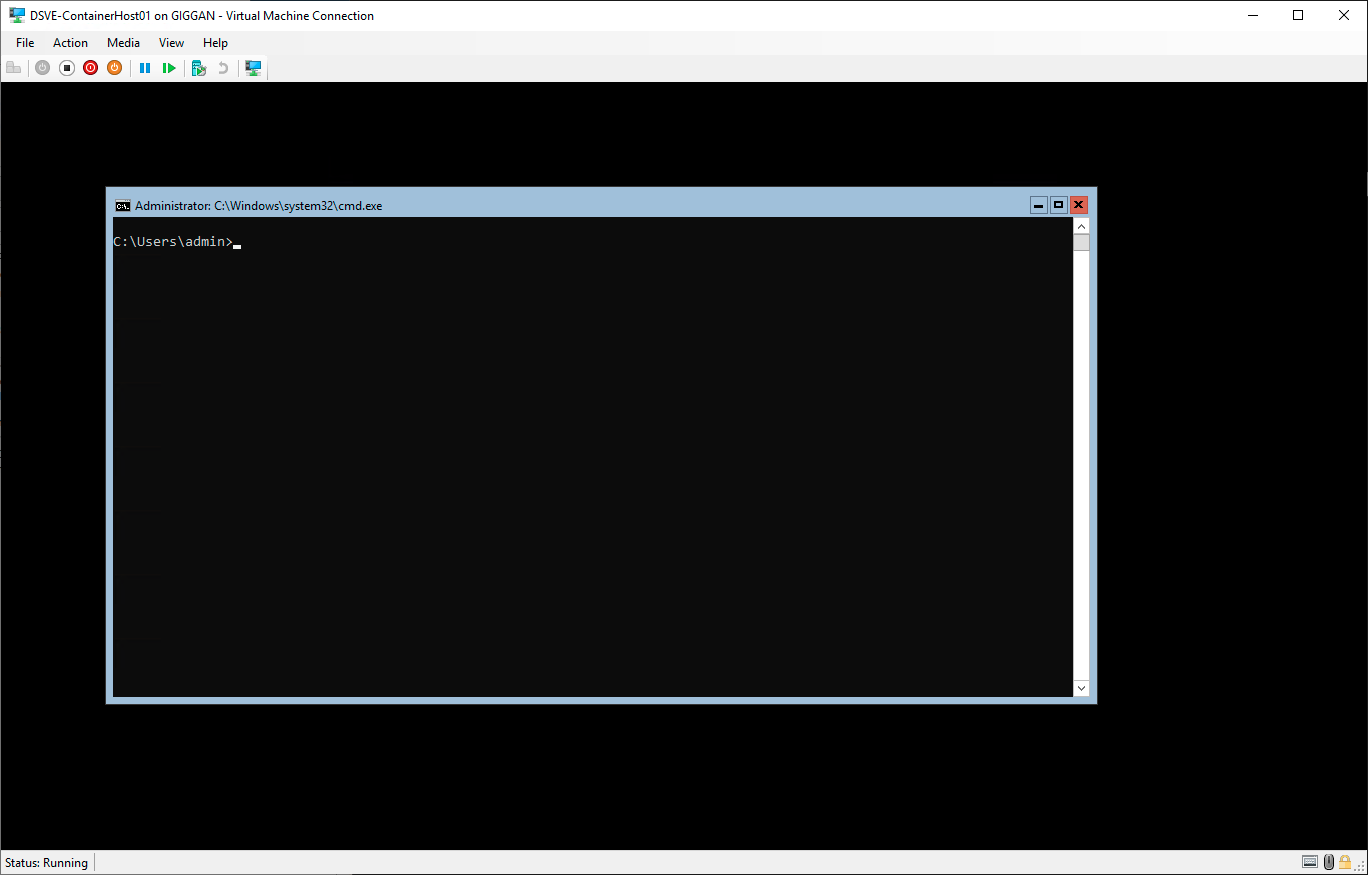 DSVE-ContainerHost01 on GIGGAN - Virtual Machine Connection
File Action Media View Help
Administrator: C:\Windows\system32\cmd.exe
C:\Users\admin>
Status: Running